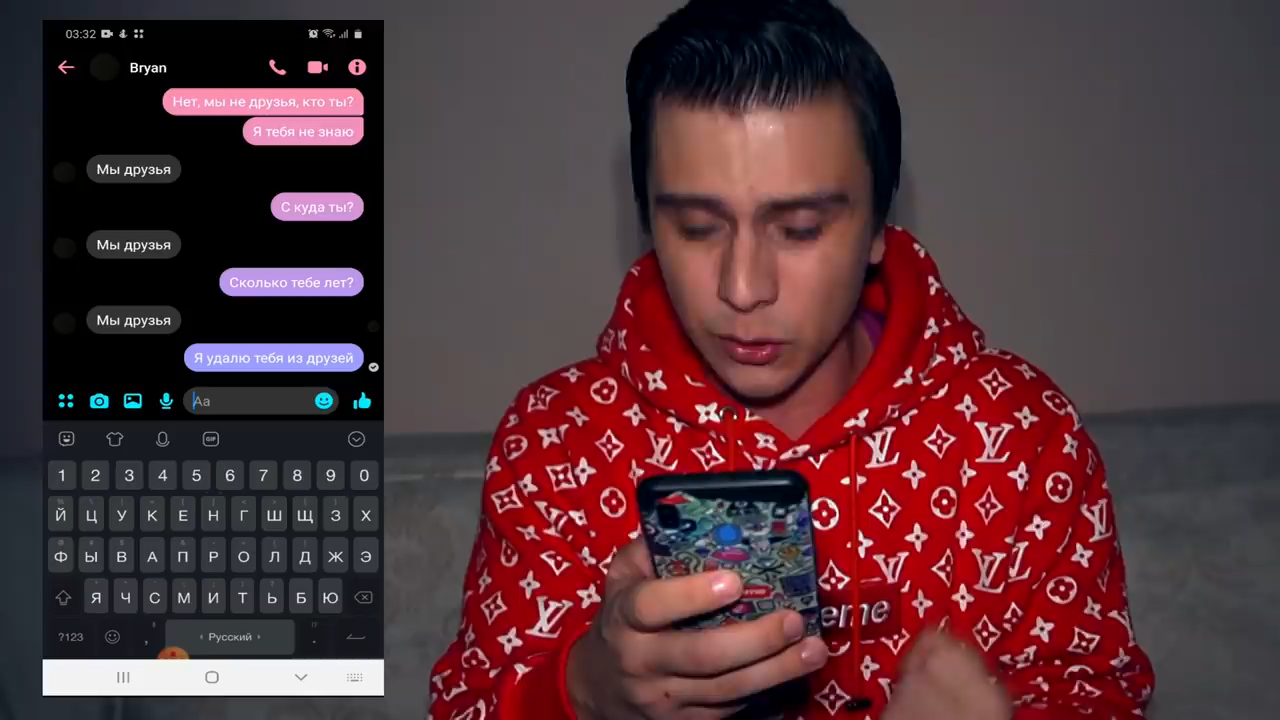 03:32
Bryan
Нет, мы не друзья, кто ты?
Я тебя не знаю
Мы друзья
С куда ты?
Мы друзья
Сколько тебе лет?
Мы друзья
Я удалю тебя из друзей
Aa
GIF
1 2 3 4 5 6 7 8 9 0
Й Ц У К Е Н Г Ш Щ З Х
Ф Ы В А П Р О Л Д Ж Э
Я Ч С М И Т Ь Б Ю
?123 , Русский .
eme